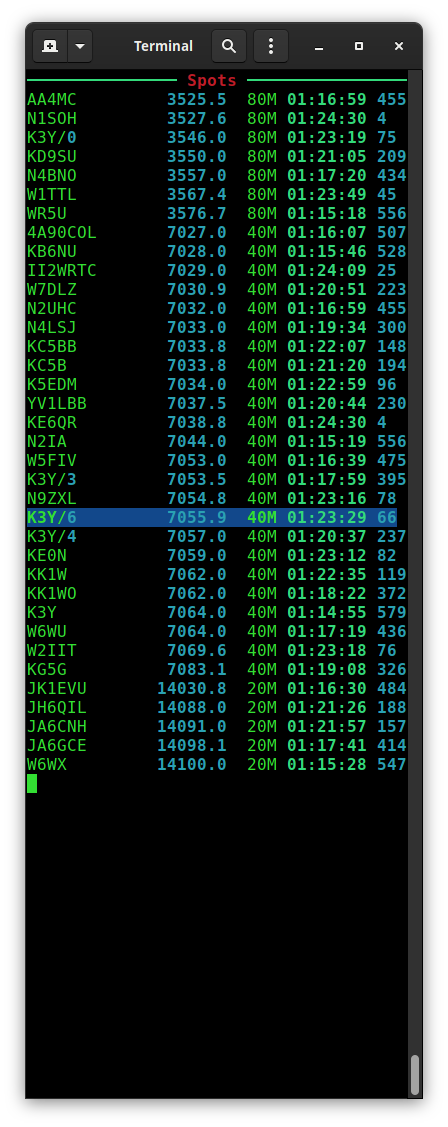 Terminal
Spots
AA4MC 3525.5 80M 01:16:59 455
N1SOH 3527.6 80M 01:24:30 4
K3Y/0 3546.0 80M 01:23:19 75
KD9SU 3550.0 80M 01:21:05 209
N4BNO 3557.0 80M 01:17:20 434
W1TTL 3567.4 80M 01:23:49 45
WR5U 3576.7 80M 01:15:18 556
4A90COL 7027.0 40M 01:16:07 507
KB6NU 7028.0 40M 01:15:46 528
II2WRTC 7029.0 40M 01:24:09 25
W7DLZ 7030.9 40M 01:20:51 223
N2UHC 7032.0 40M 01:16:59 455
N4LSJ 7033.0 40M 01:19:34 300
KC5BB 7033.8 40M 01:22:07 148
KC5B 7033.8 40M 01:21:20 194
K5EDM 7034.0 40M 01:22:59 96
YV1LBB 7037.5 40M 01:20:44 230
KE6QR 7038.8 40M 01:24:30 4
N2IA 7044.0 40M 01:15:19 556
W5FIV 7053.0 40M 01:16:39 475
K3Y/3 7053.5 40M 01:17:59 395
N9ZXL 7054.8 40M 01:23:16 78
K3Y/6 7055.9 40M 01:23:29 66
K3Y/4 7057.0 40M 01:20:37 237
KE0N 7059.0 40M 01:23:12 82
KK1W 7062.0 40M 01:22:35 119
KK1WO 7062.0 40M 01:18:22 372
K3Y 7064.0 40M 01:14:55 579
W6WU 7064.0 40M 01:17:19 436
W2IIT 7069.6 40M 01:23:18 76
KG5G 7083.1 40M 01:19:08 326
JK1EVU 14030.8 20M 01:16:30 484
JH6QIL 14088.0 20M 01:21:26 188
JA6CNH 14091.0 20M 01:21:57 157
JA6GCE 14098.1 20M 01:17:41 414
W6WX 14100.0 20M 01:15:28 547